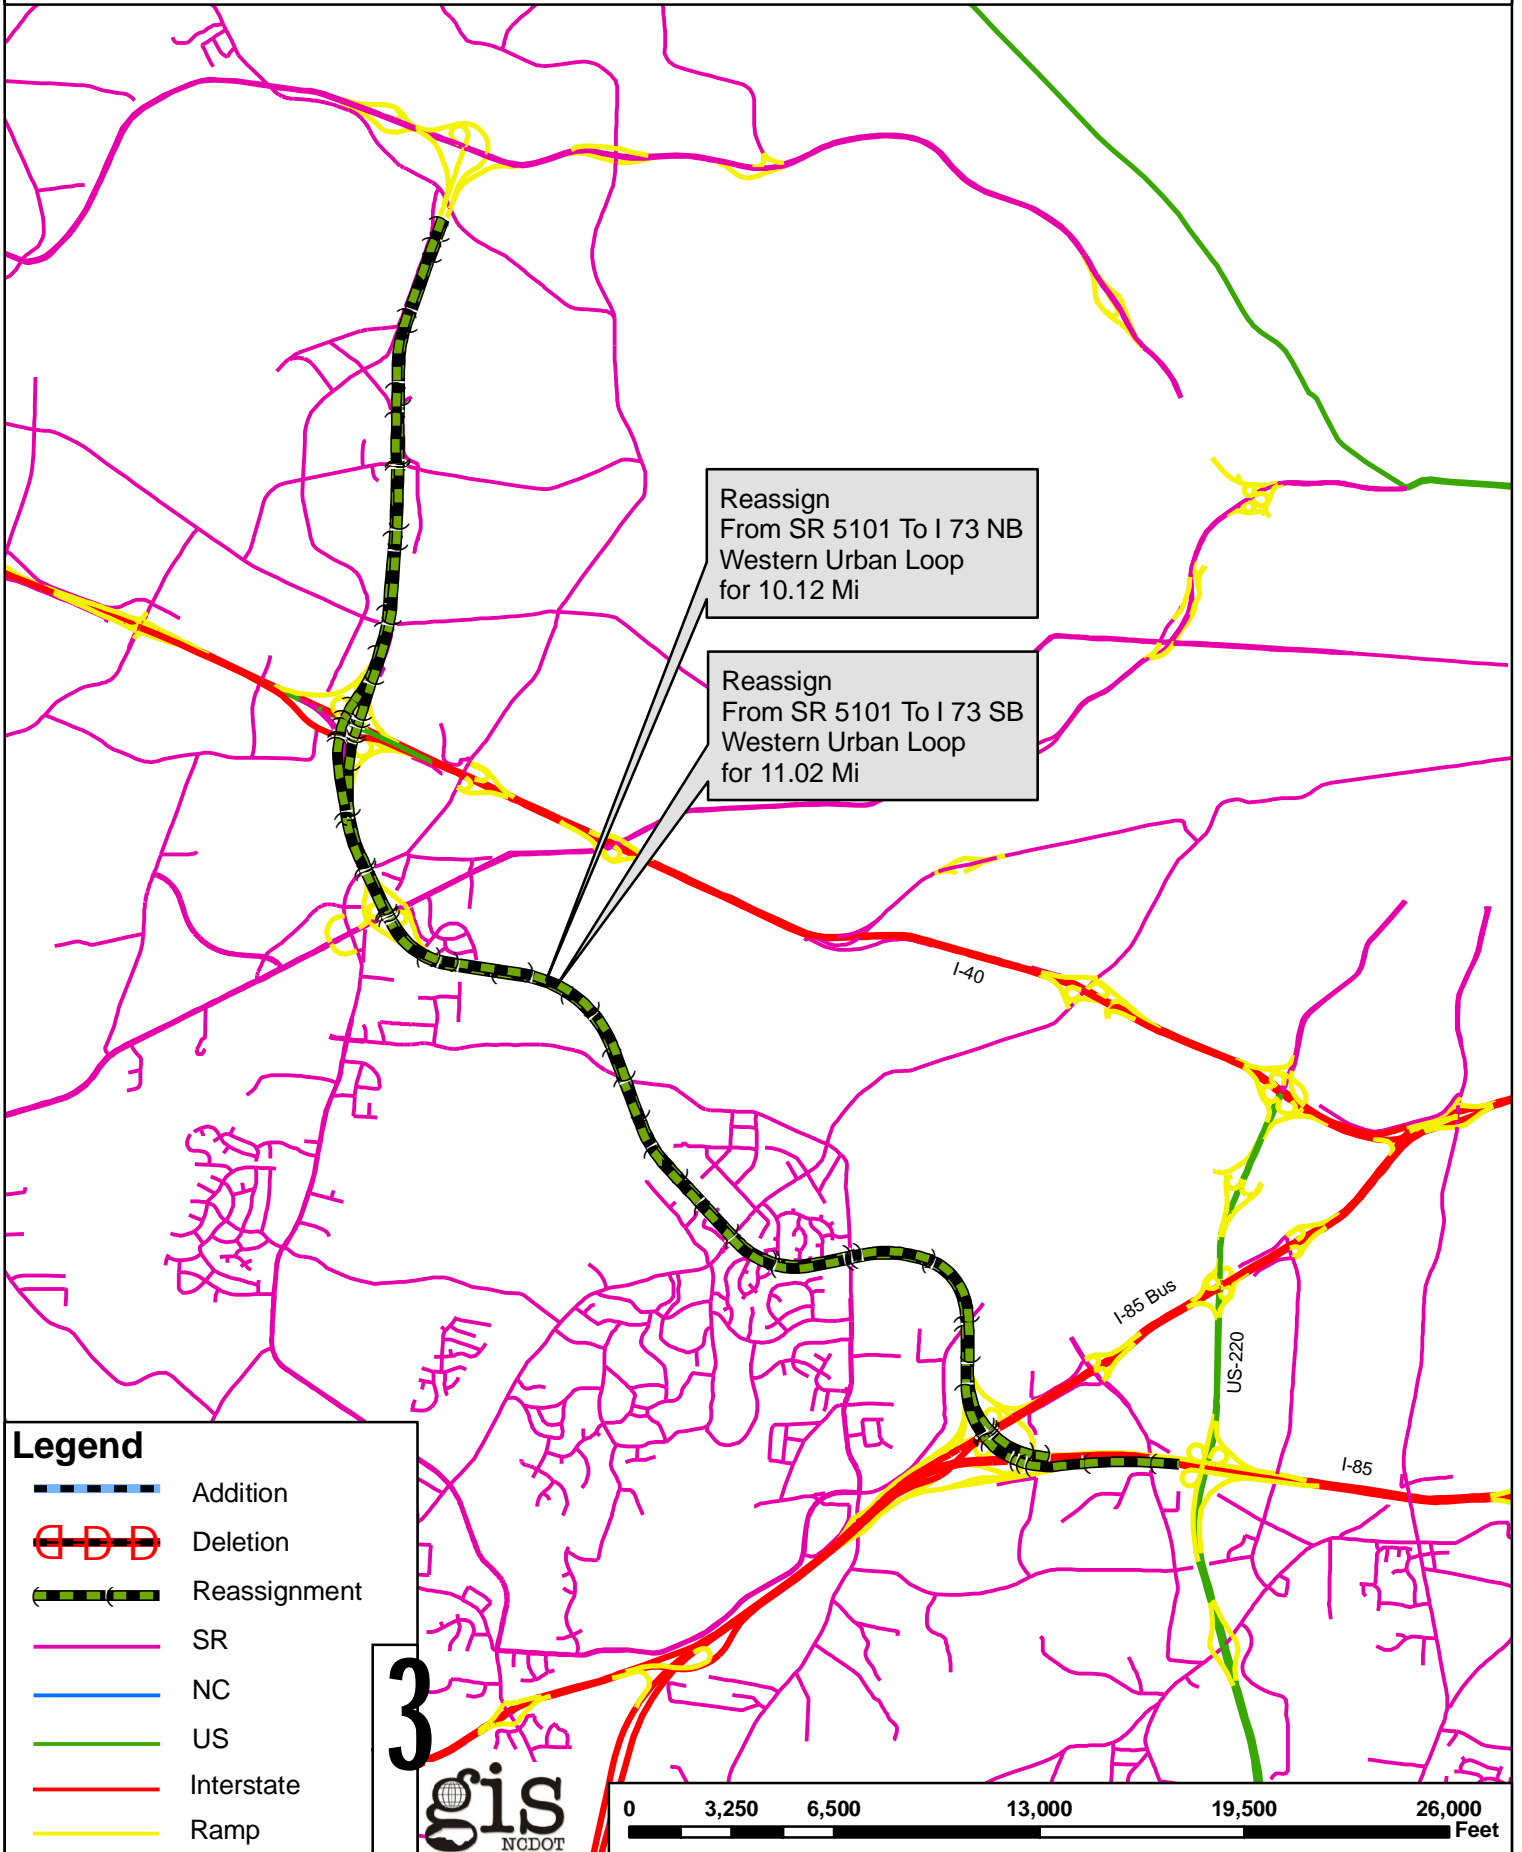 Reassign
From SR 5101 To I 73 NB
Western Urban Loop
for 10.12 Mi
Reassign
From SR 5101 To I 73 SB
Western Urban Loop
for 11.02 Mi
I-40
I-85 Bus
US-220
I-85
Legend
Addition
Deletion
Reassignment
SR
NC
US
Interstate
Ramp
3
gis
NCDOT
0 3,250 6,500 13,000 19,500 26,000
Feet